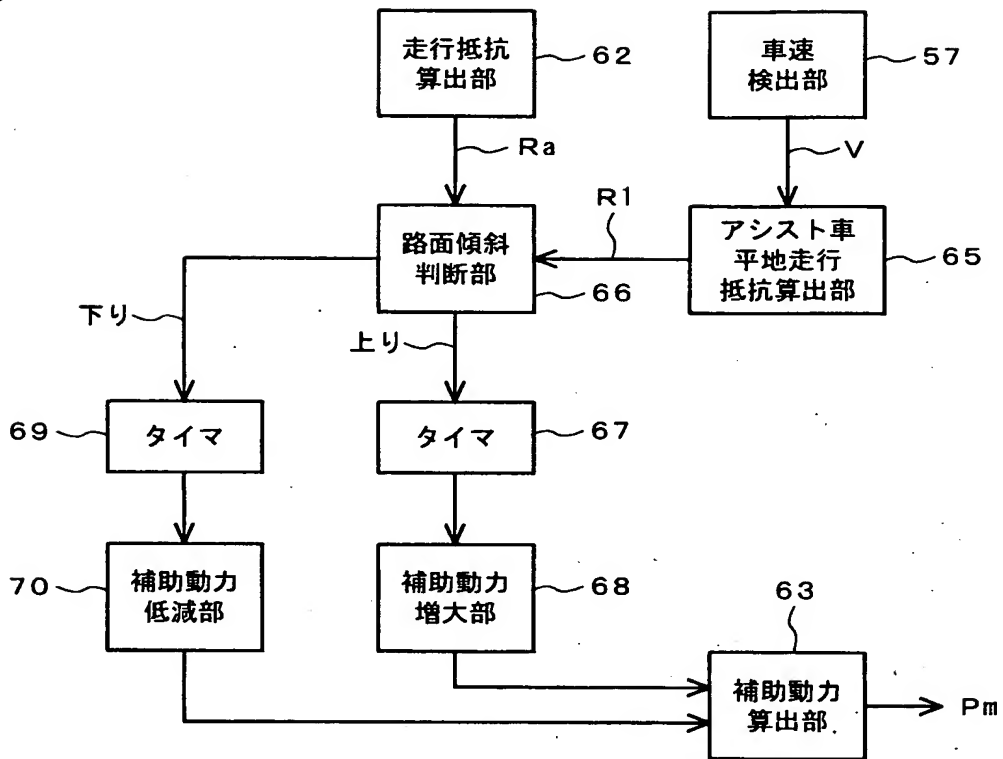 走行抵抗
算出部
62
車速
検出部
57
Ra
V
R1
路面傾斜
判断部
66
アシスト車
平地走行
抵抗算出部
65
下り
上り
69
タイマ
タイマ
67
70
補助動力
低減部
補助動力
増大部
68
63
補助動力
算出部
Pm